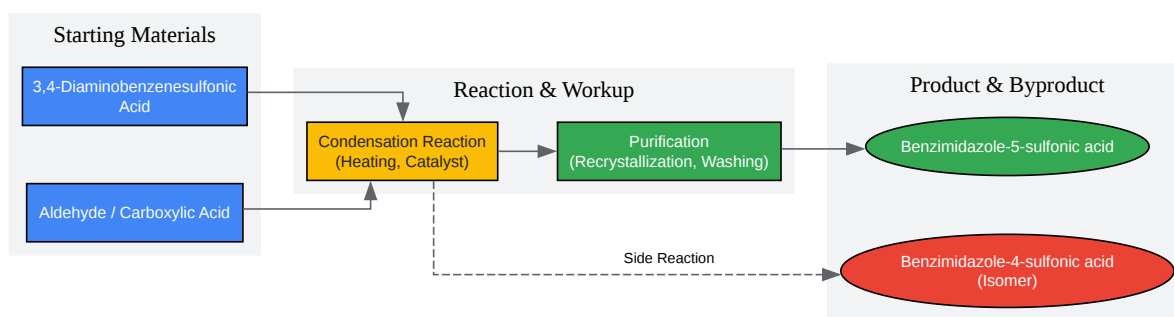 Starting Materials
3,4-Diaminobenzenesulfonic
Acid
Aldehyde / Carboxylic Acid
Reaction & Workup
Condensation Reaction
(Heating, Catalyst)
Purification
(Recrystallization, Washing)
Side Reaction
Product & Byproduct
Benzimidazole-5-sulfonic acid
Benzimidazole-4-sulfonic acid
(Isomer)